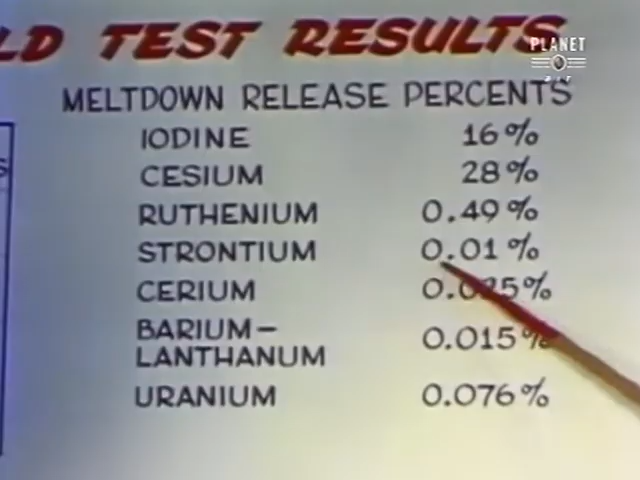 LD TEST RESULTS
PLANET
MELTDOWN RELEASE PERCENTS
IODINE 16%
CESIUM 28%
RUTHENIUM 0.49%
STRONTIUM 0.01%
CERIUM
BARIUM-
LANTHANUM 0.015%
URANIUM 0.076%